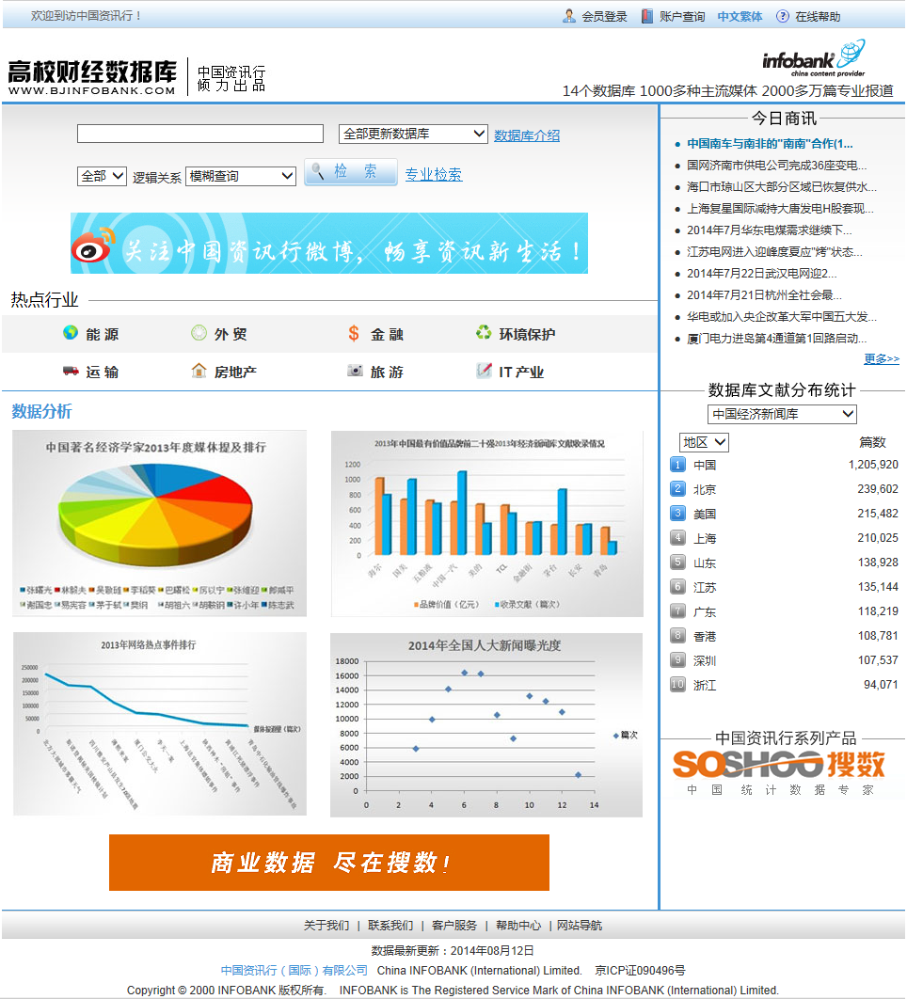 欢迎到访中国资讯行！
会员登录 账户查询 中文繁体 在线帮助
高校财经数据库 中国资讯行
WWW.BJINFOBANK.COM 倾力出品
infobank
china content provider
14个数据库 1000多种主流媒体 2000多万篇专业报道
全部更新数据库 数据库介绍
全部 逻辑关系 模糊查询 检 索 专业检索
关注中国资讯行微博，畅享资讯新生活！
热点行业
能 源 外 贸 金 融 环境保护
运 输 房地产 旅 游 IT 产业
数据分析
中国著名经济学家2013年度媒体提及排行
张曙光 林毅夫 吴敬琏 李稻葵 巴曙松 厉以宁 张维迎 郎咸平
谢国忠 易宪容 茅于轼 樊纲 胡祖六 胡鞍钢 许小年 陈志武
2013年中国最有价值品牌前二十强2013年经济新闻库文献收录情况
1200
1000
800
600
400
200
0
海尔 国美 五粮液 中国一汽 美的 TCL 金融街 茅台 长安 青岛
品牌价值（亿元） 收录文献（篇次）
2013年网络热点事件排行
250000
200000
150000
100000
50000
0
媒体报道量（篇次）
2014年全国人大新闻曝光度
18000
16000
14000
12000
10000
8000
6000
4000
2000
0
0 2 4 6 8 10 12 14
篇次
商业数据 尽在搜数!
今日商讯
中国南车与南非的"南南"合作(1...
国网济南市供电公司完成36座变电...
海口市琼山区大部分区域已恢复供水...
上海复星国际减持大唐发电H股套现...
2014年7月华东电煤需求继续下...
江苏电网进入迎峰度夏应"烤"状态...
2014年7月22日武汉电网迎2...
2014年7月21日杭州全社会最...
华电或加入央企改革大军中国五大发...
厦门电力进岛第4通道第1回路启动...
更多>>
数据库文献分布统计
中国经济新闻库
地区 篇数
1 中国 1,205,920
2 北京 239,602
3 美国 215,482
4 上海 210,025
5 山东 138,928
6 江苏 135,144
7 广东 118,219
8 香港 108,781
9 深圳 107,537
10 浙江 94,071
中国资讯行系列产品
SOSHOO 搜数
中 国 统 计 数 据 专 家
关于我们 | 联系我们 | 客户服务 | 帮助中心 | 网站导航
数据最新更新：2014年08月12日
中国资讯行（国际）有限公司 China INFOBANK (International) Limited. 京ICP证090496号
Copyright © 2000 INFOBANK 版权所有. INFOBANK is The Registered Service Mark of China INFOBANK (International) Limited.